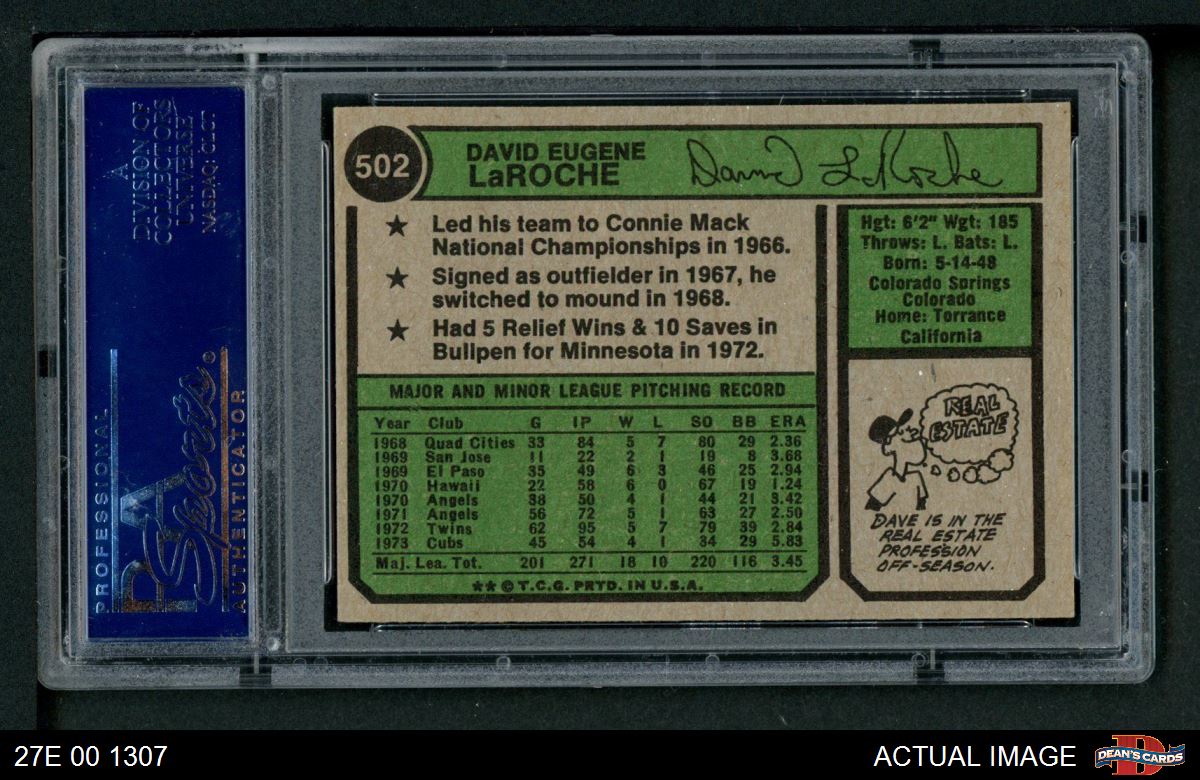 A
DIVISION OF
COLLECTORS
UNIVERSE
NASDAQ: CLCT
PROFESSIONAL
PSA
Sports®
AUTHENTICATOR
502
DAVID EUGENE
LaROCHE
David LaRoche
★ Led his team to Connie Mack
National Championships in 1966.
★ Signed as outfielder in 1967, he
switched to mound in 1968.
★ Had 5 Relief Wins & 10 Saves in
Bullpen for Minnesota in 1972.
Hgt: 6'2" Wgt: 185
Throws: L. Bats: L.
Born: 5-14-48
Colorado Springs
Colorado
Home: Torrance
California
MAJOR AND MINOR LEAGUE PITCHING RECORD
Year Club G IP W L SO BB ERA
1968 Quad Cities 33 84 5 7 80 29 2.36
1969 San Jose 11 22 2 1 19 8 3.68
1969 El Paso 35 49 6 3 46 25 2.94
1970 Hawaii 22 58 6 0 67 19 1.24
1970 Angels 38 50 4 1 44 21 3.42
1971 Angels 56 72 5 1 63 27 2.50
1972 Twins 62 95 5 7 79 39 2.84
1973 Cubs 45 54 4 1 34 29 5.83
Maj. Lea. Tot. 201 271 18 10 220 116 3.45
★★ © T.C.G. PRTD. IN U.S.A.
REAL
ESTATE
DAVE IS IN THE
REAL ESTATE
PROFESSION
OFF-SEASON.
27E 00 1307
ACTUAL IMAGE
D
DEAN'S CARDS